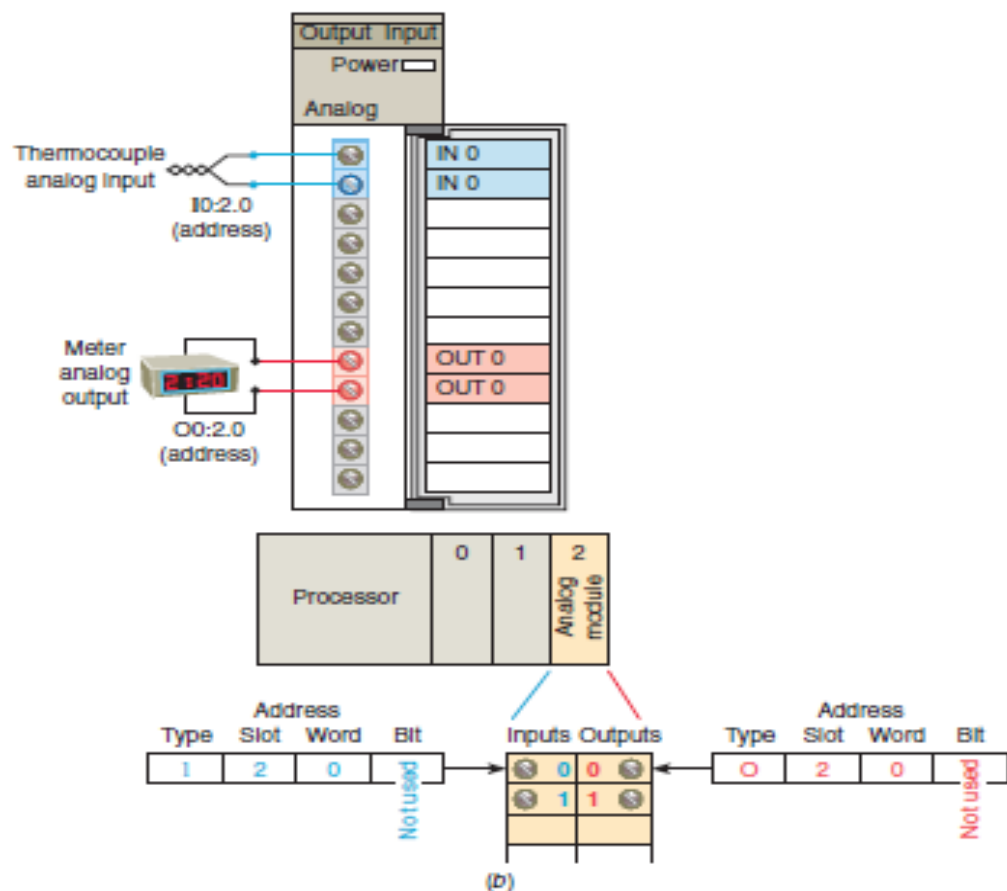 Output Input
Power
Analog
Thermocouple
analog input
I0:2.0
(address)
IN 0
IN 0
Meter
analog
output
2:20
O0:2.0
(address)
OUT 0
OUT 0
Processor
0 1 2
Analog
module
Address
Type Slot Word Bit
I 2 0 Not used
Inputs Outputs
0 0
1 1
Address
Type Slot Word Bit
O 2 0 Not used
(b)